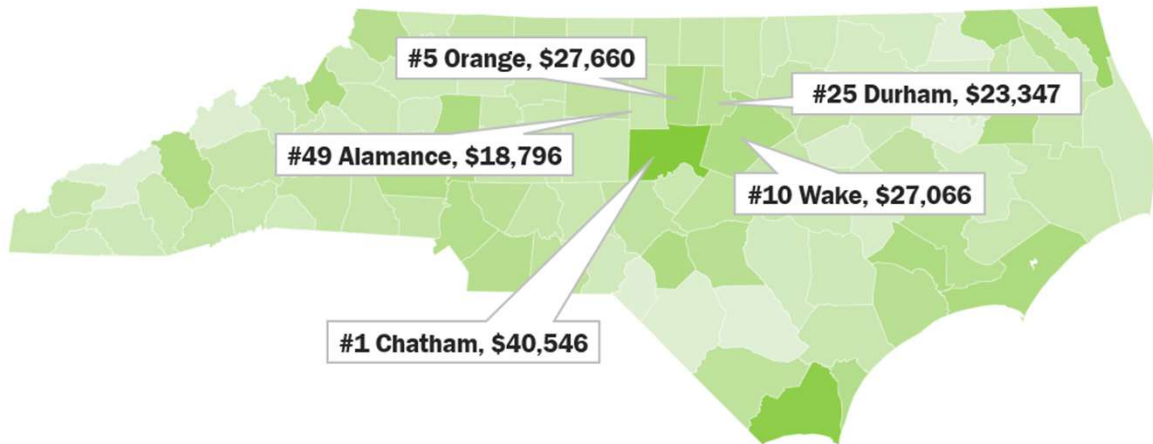 #5 Orange, $27,660
#25 Durham, $23,347
#49 Alamance, $18,796
#10 Wake, $27,066
#1 Chatham, $40,546